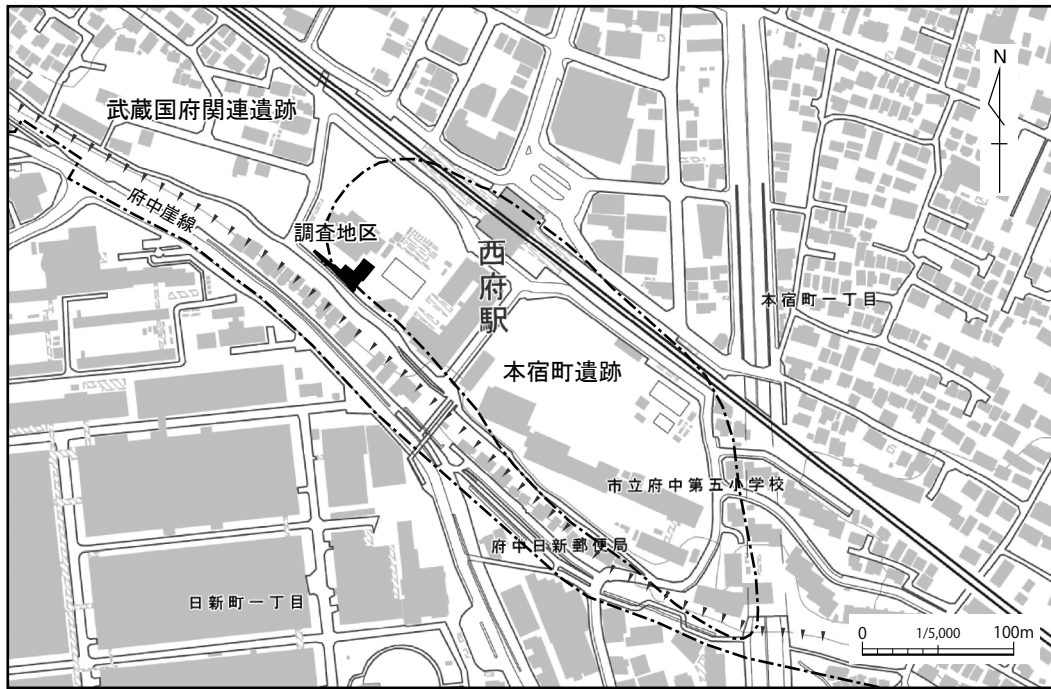 武蔵国府関連遺跡
N
府中崖線
調査地区
西府駅
本宿町一丁目
本宿町遺跡
市立府中第五小学校
府中日新郵便局
日新町一丁目
0 1/5,000 100m